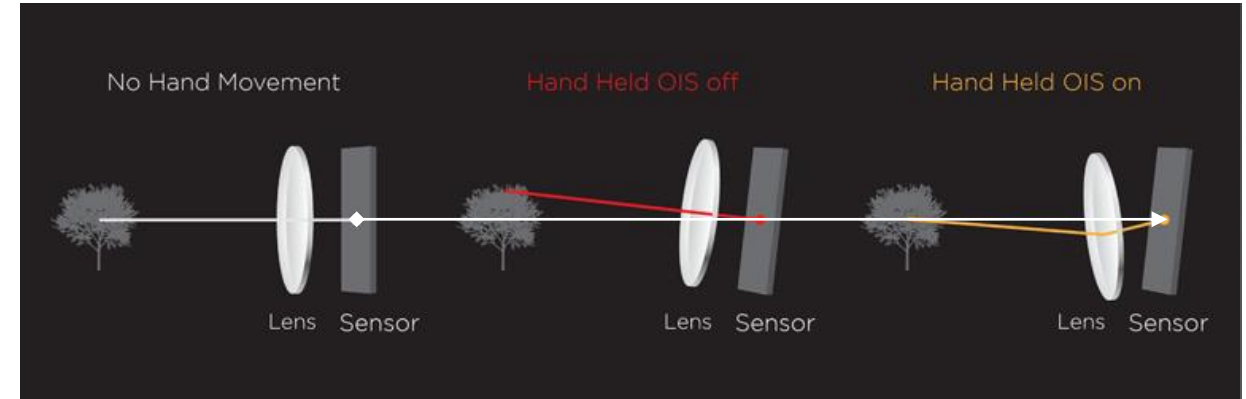 No Hand Movement
Hand Held OIS off
Hand Held OIS on
Lens Sensor
Lens Sensor
Lens Sensor